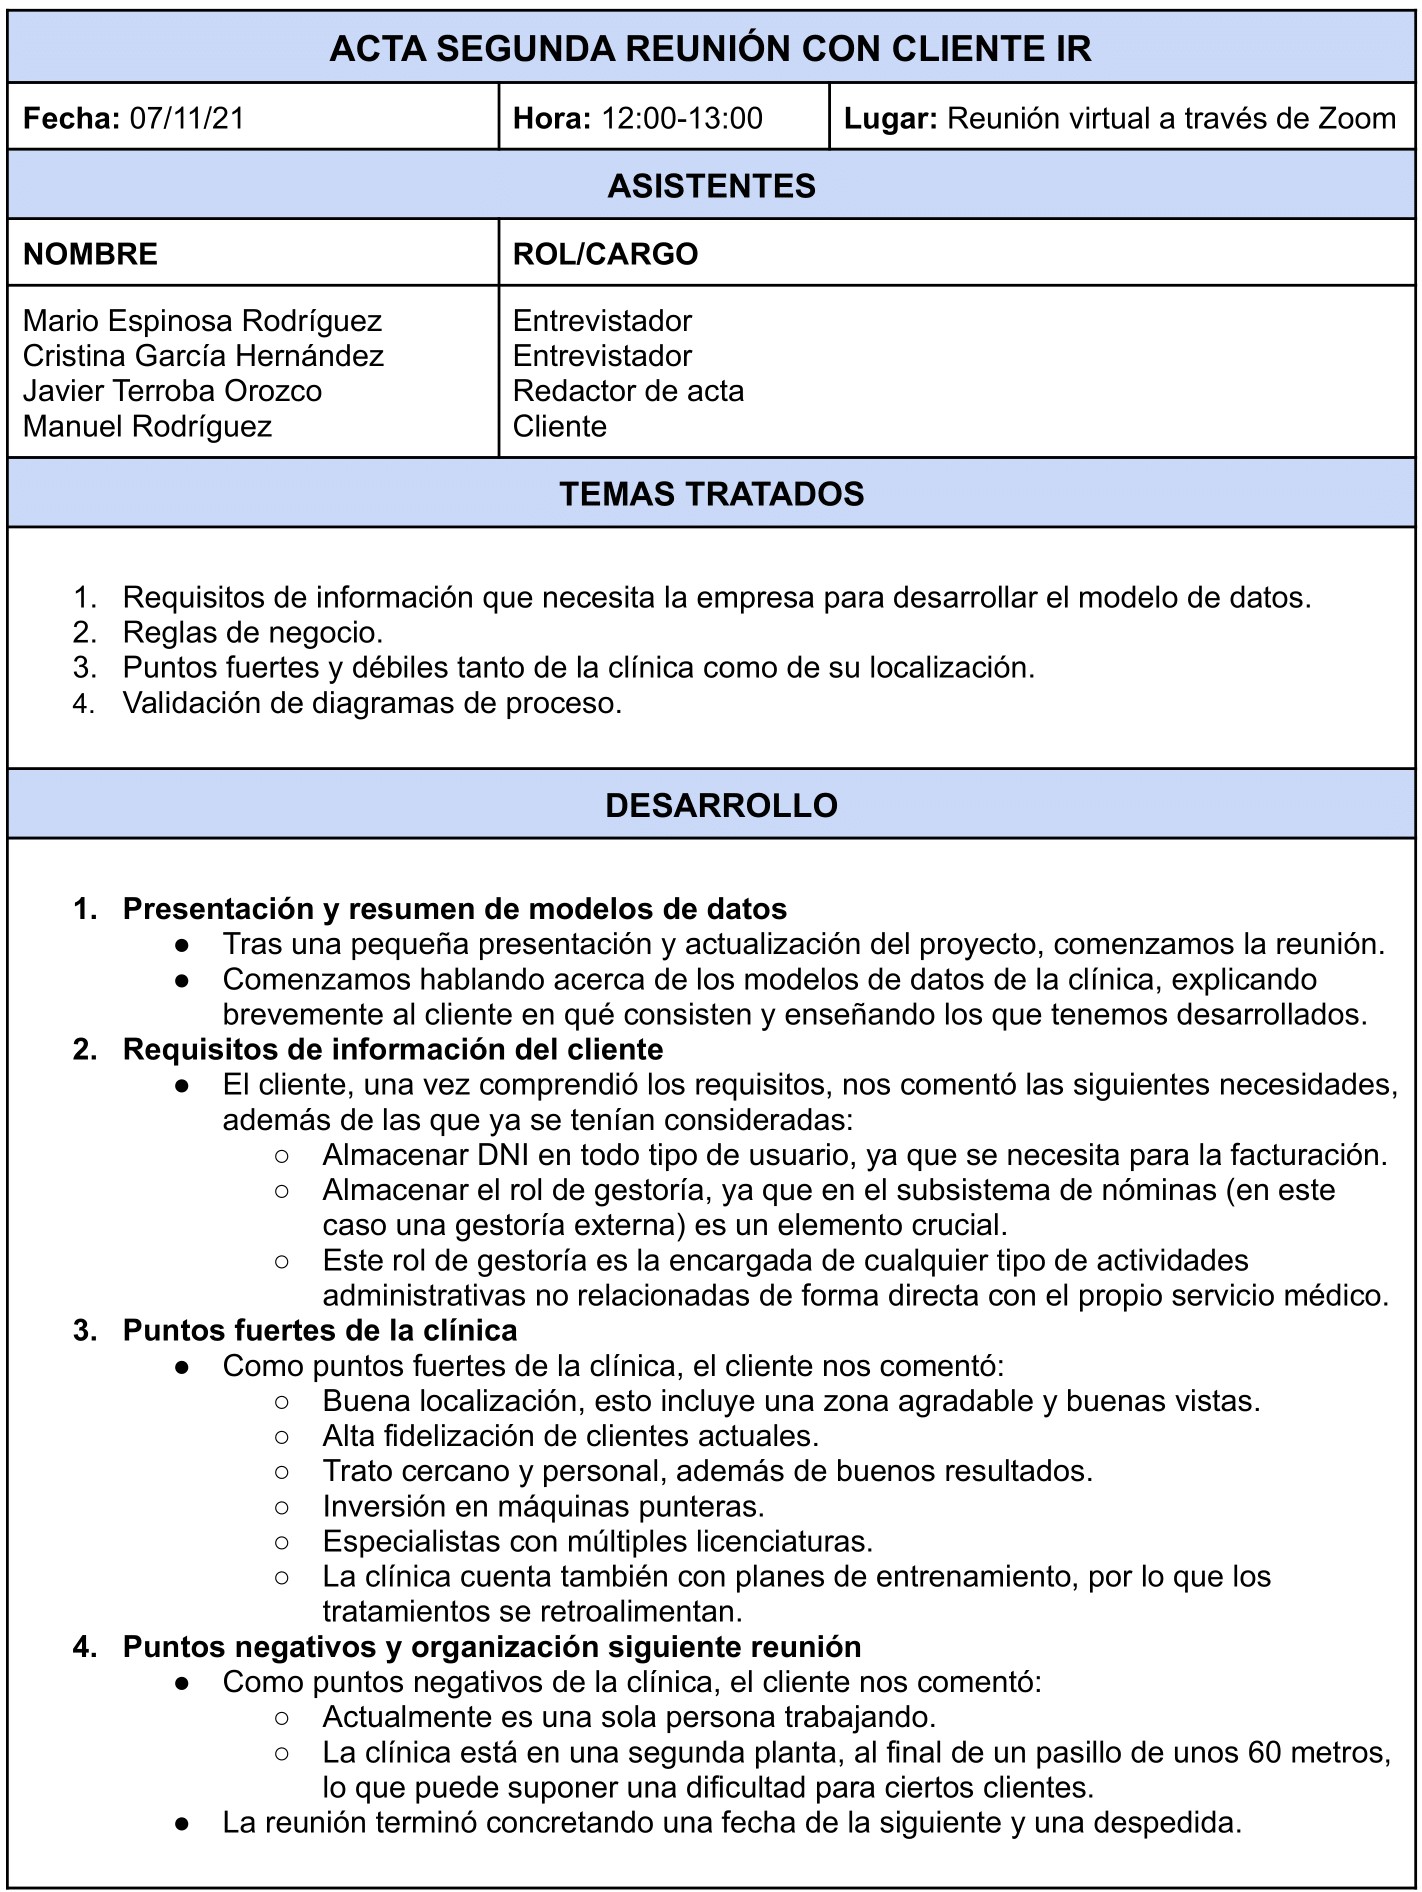 ACTA SEGUNDA REUNIÓN CON CLIENTE IR
Fecha: 07/11/21 Hora: 12:00-13:00 Lugar: Reunión virtual a través de Zoom
ASISTENTES
NOMBRE ROL/CARGO
Mario Espinosa Rodríguez Entrevistador
Cristina García Hernández Entrevistador
Javier Terroba Orozco Redactor de acta
Manuel Rodríguez Cliente
TEMAS TRATADOS
1. Requisitos de información que necesita la empresa para desarrollar el modelo de datos.
2. Reglas de negocio.
3. Puntos fuertes y débiles tanto de la clínica como de su localización.
4. Validación de diagramas de proceso.
DESARROLLO
1. Presentación y resumen de modelos de datos
● Tras una pequeña presentación y actualización del proyecto, comenzamos la reunión.
● Comenzamos hablando acerca de los modelos de datos de la clínica, explicando
brevemente al cliente en qué consisten y enseñando los que tenemos desarrollados.
2. Requisitos de información del cliente
● El cliente, una vez comprendió los requisitos, nos comentó las siguientes necesidades,
además de las que ya se tenían consideradas:
○ Almacenar DNI en todo tipo de usuario, ya que se necesita para la facturación.
○ Almacenar el rol de gestoría, ya que en el subsistema de nóminas (en este
caso una gestoría externa) es un elemento crucial.
○ Este rol de gestoría es la encargada de cualquier tipo de actividades
administrativas no relacionadas de forma directa con el propio servicio médico.
3. Puntos fuertes de la clínica
● Como puntos fuertes de la clínica, el cliente nos comentó:
○ Buena localización, esto incluye una zona agradable y buenas vistas.
○ Alta fidelización de clientes actuales.
○ Trato cercano y personal, además de buenos resultados.
○ Inversión en máquinas punteras.
○ Especialistas con múltiples licenciaturas.
○ La clínica cuenta también con planes de entrenamiento, por lo que los
tratamientos se retroalimentan.
4. Puntos negativos y organización siguiente reunión
● Como puntos negativos de la clínica, el cliente nos comentó:
○ Actualmente es una sola persona trabajando.
○ La clínica está en una segunda planta, al final de un pasillo de unos 60 metros,
lo que puede suponer una dificultad para ciertos clientes.
● La reunión terminó concretando una fecha de la siguiente y una despedida.